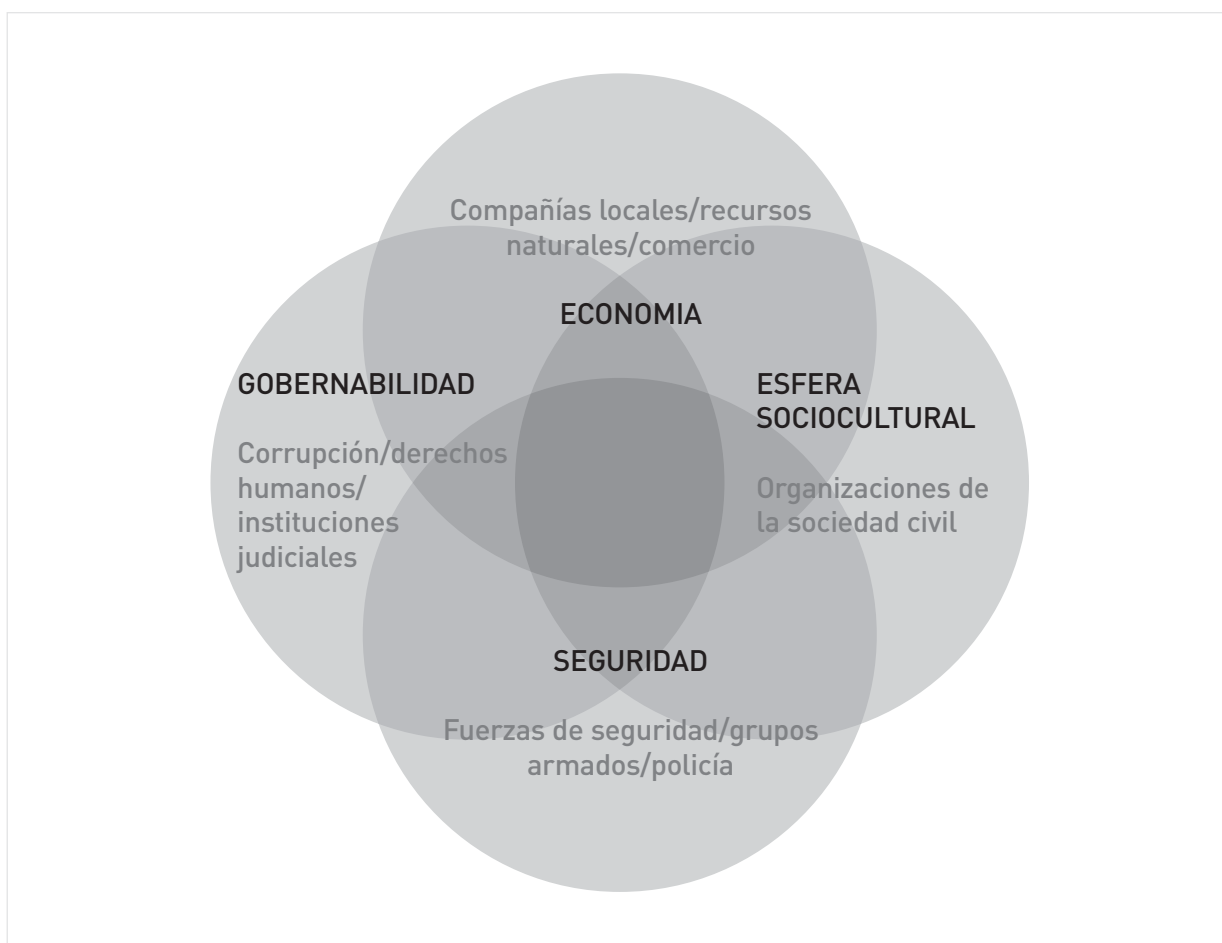 Compañías locales/recursos
naturales/comercio
ECONOMIA
GOBERNABILIDAD
Corrupción/derechos
humanos/
instituciones
judiciales
ESFERA
SOCIOCULTURAL
Organizaciones de
la sociedad civil
SEGURIDAD
Fuerzas de seguridad/grupos
armados/policía